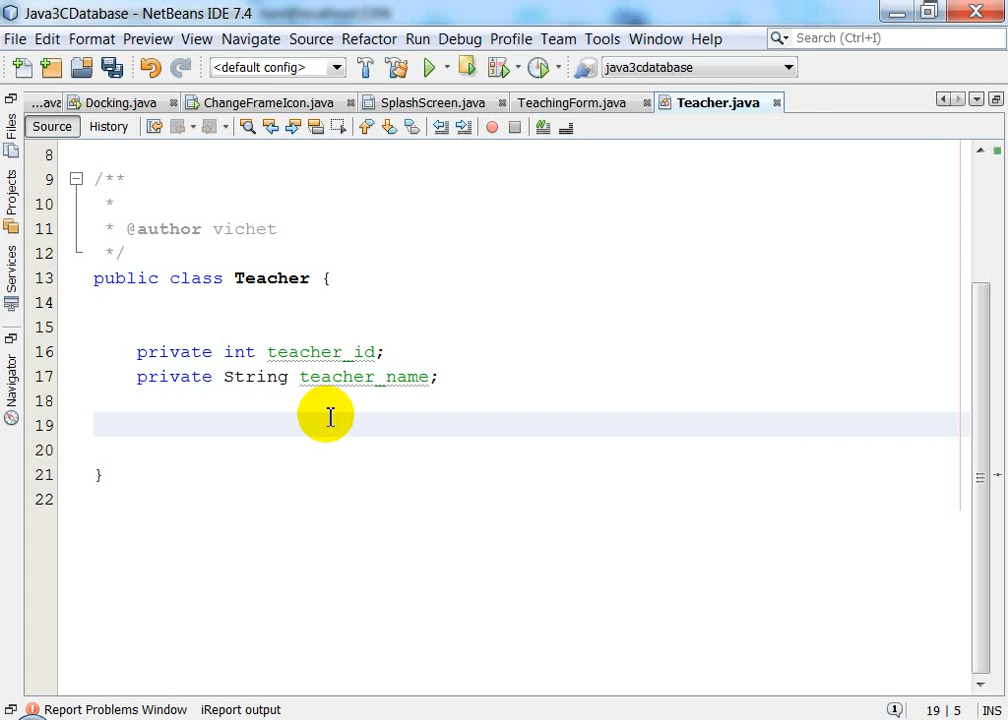 Java3CDatabase - NetBeans IDE 7.4
File Edit Format Preview View Navigate Source Refactor Run Debug Profile Team Tools Window Help
Search (Ctrl+I)
<default config>
java3cdatabase
...ava Docking.java ChangeFrameIcon.java SplashScreen.java TeachingForm.java Teacher.java
Source History
Files
Projects
Services
Navigator
8
9 /**
10 *
11 * @author vichet
12 */
13 public class Teacher {
14
15
16 private int teacher_id;
17 private String teacher_name;
18
19
20
21 }
22
Report Problems Window iReport output
19 | 5 INS